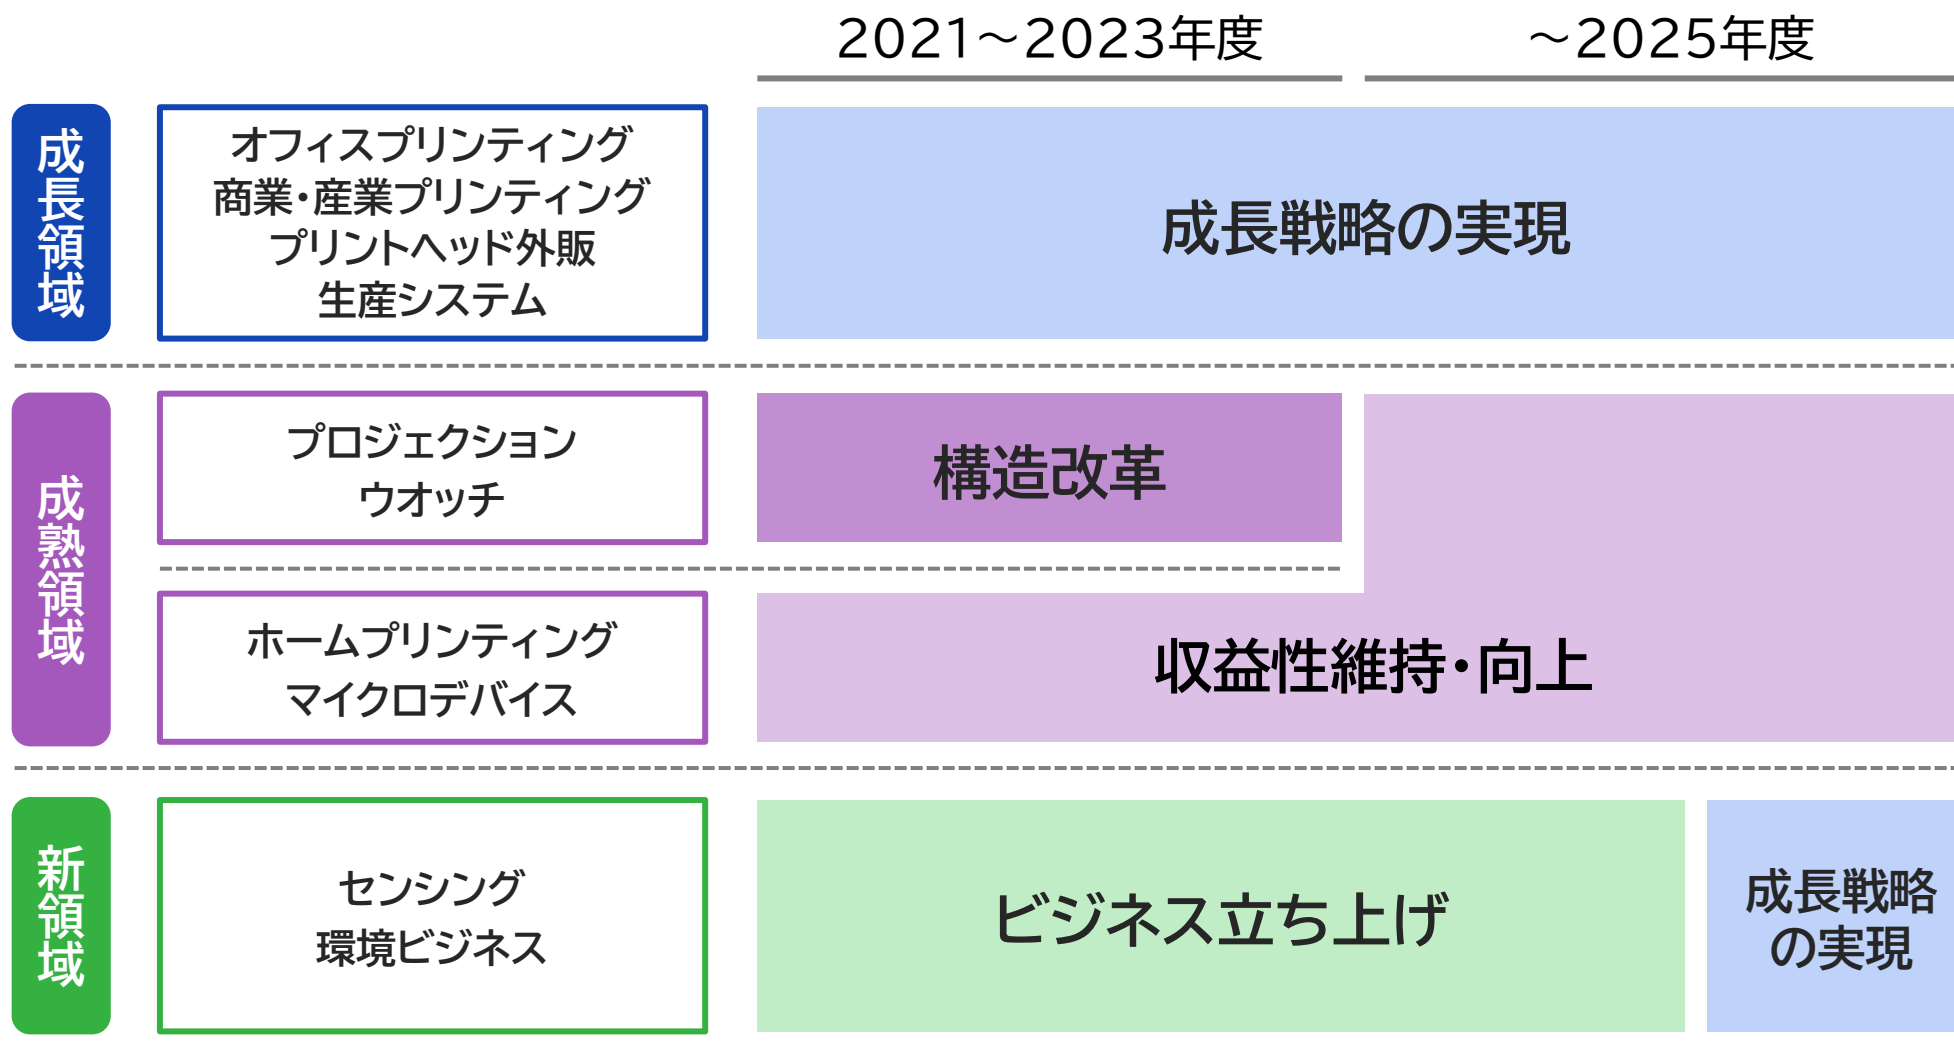 2021～2023年度
～2025年度
成長領域
オフィスプリンティング
商業・産業プリンティング
プリントヘッド外販
生産システム
成長戦略の実現
成熟領域
プロジェクション
ウオッチ
構造改革
ホームプリンティング
マイクロデバイス
収益性維持・向上
新領域
センシング
環境ビジネス
ビジネス立ち上げ
成長戦略
の実現